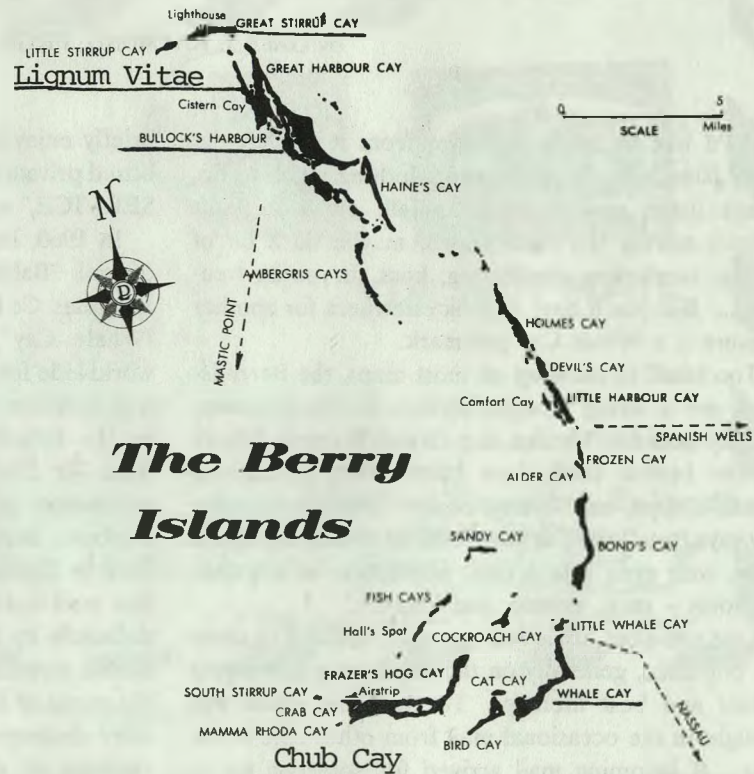 Lighthouse
GREAT STIRRUP CAY
LITTLE STIRRUP CAY
Lignum Vitae
GREAT HARBOUR CAY
Cistern Cay
BULLOCK'S HARBOUR
0 5
SCALE Miles
HAINE'S CAY
N
AMBERGRIS CAYS
MASTIC POINT
B
HOLMES CAY
DEVIL'S CAY
Comfort Cay
LITTLE HARBOUR CAY
SPANISH WELLS
FROZEN CAY
AIDER CAY
The Berry
Islands
SANDY CAY
BOND'S CAY
FISH CAYS
Hall's Spot
COCKROACH CAY
LITTLE WHALE CAY
FRAZER'S HOG CAY
CAT CAY
SOUTH STIRRUP CAY
Airstrip
WHALE CAY
CRAB CAY
NASSAU
MAMMA RHODA CAY
BIRD CAY
Chub Cay